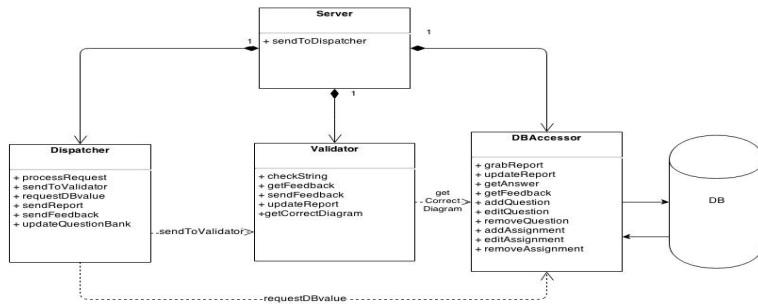 Server
+ sendToDispatcher
1
1
1
Dispatcher
+ processRequest
+ sendToValidator
+ requestDBvalue
+ sendReport
+ sendFeedback
+ updateQuestionBank
Validator
+ checkString
+ getFeedback
+ sendFeedback
+ updateReport
+getCorrectDiagram
DBAccessor
+ grabReport
+ updateReport
+ getAnswer
+ getFeedback
+ addQuestion
+ editQuestion
+ removeQuestion
+ addAssignment
+ editAssignment
+ removeAssignment
DB
get
Correct
Diagram
sendToValidator
requestDBvalue